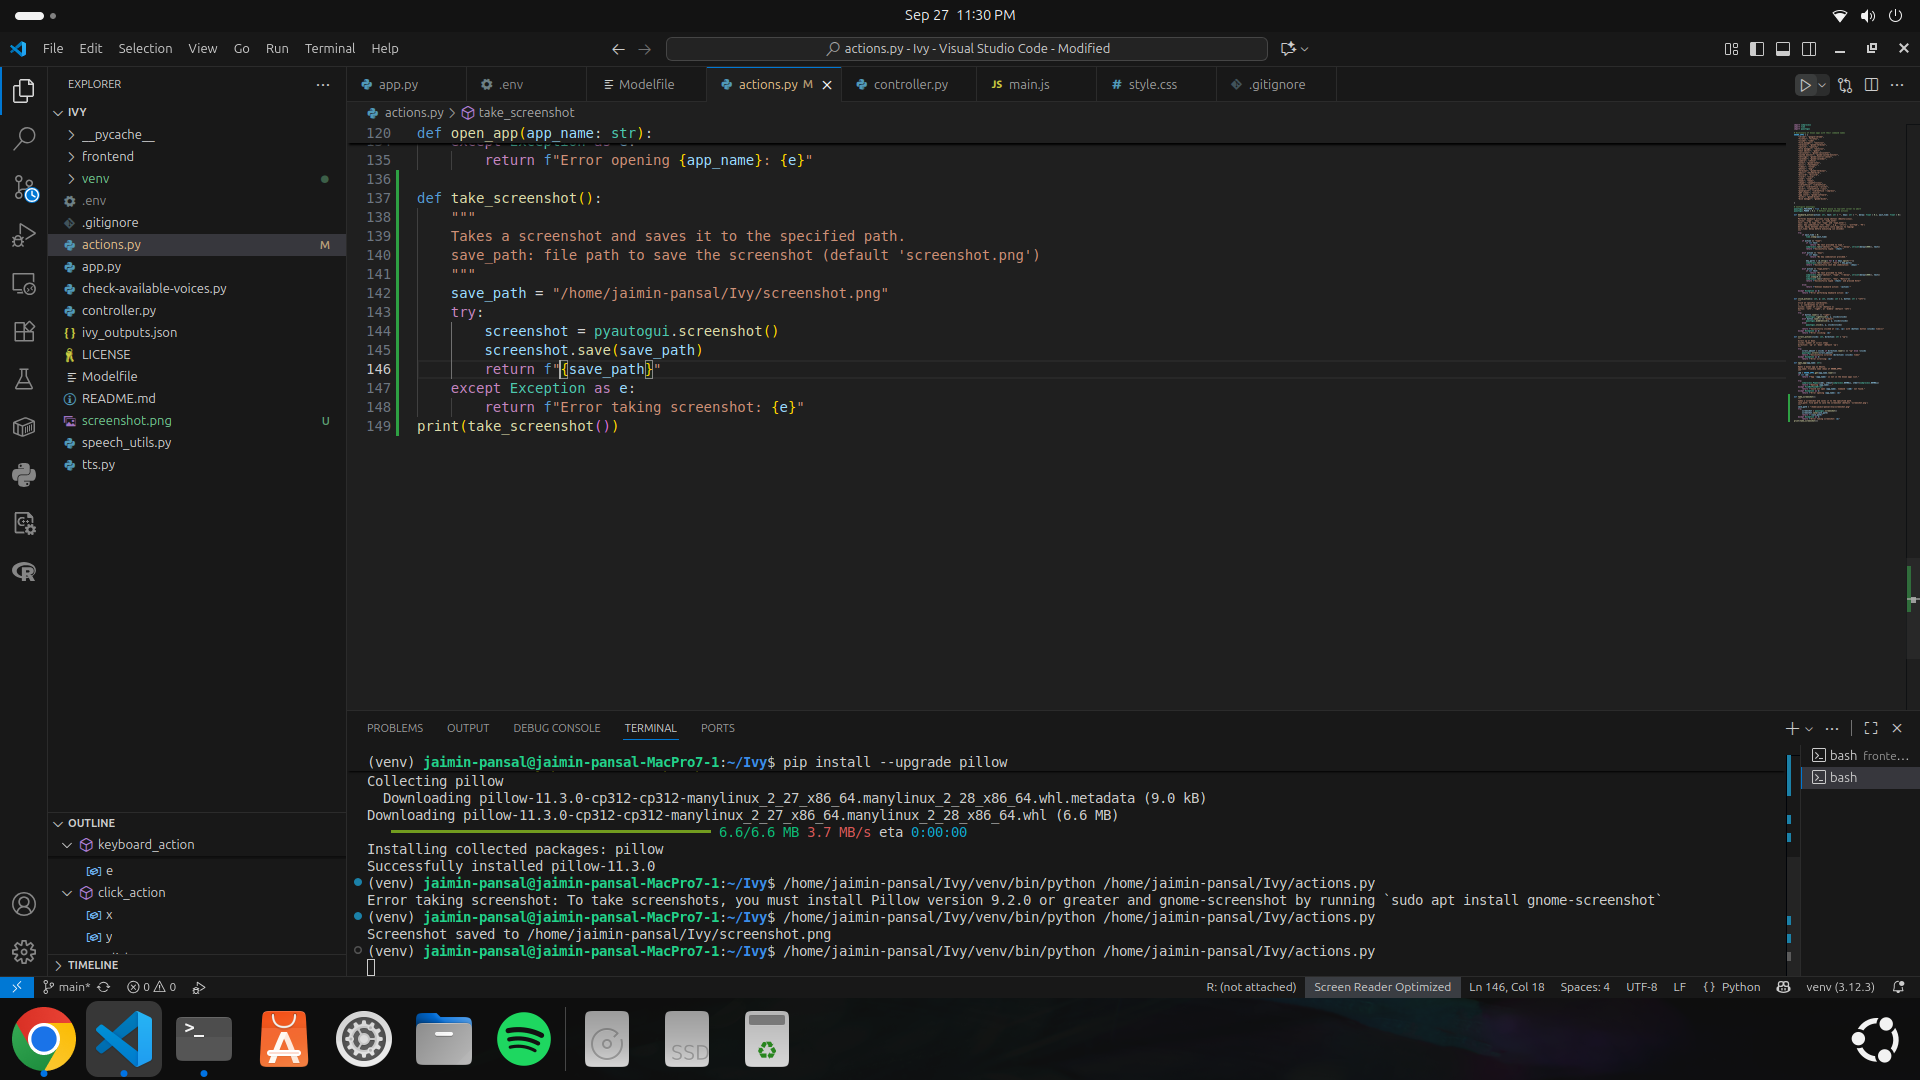 Sep 27 11:30 PM
File Edit Selection View Go Run Terminal Help
actions.py - Ivy - Visual Studio Code - Modified
EXPLORER
IVY
__pycache__
frontend
venv
.env
.gitignore
actions.py M
app.py
check-available-voices.py
controller.py
ivy_outputs.json
LICENSE
Modelfile
README.md
screenshot.png U
speech_utils.py
tts.py
OUTLINE
keyboard_action
e
click_action
x
y
TIMELINE
app.py .env Modelfile actions.py M controller.py main.js style.css .gitignore
actions.py > take_screenshot
120 def open_app(app_name: str):
135 return f"Error opening {app_name}: {e}"
136
137 def take_screenshot():
138 """
139 Takes a screenshot and saves it to the specified path.
140 save_path: file path to save the screenshot (default 'screenshot.png')
141 """
142 save_path = "/home/jaimin-pansal/Ivy/screenshot.png"
143 try:
144 screenshot = pyautogui.screenshot()
145 screenshot.save(save_path)
146 return f"{save_path}"
147 except Exception as e:
148 return f"Error taking screenshot: {e}"
149 print(take_screenshot())
PROBLEMS OUTPUT DEBUG CONSOLE TERMINAL PORTS
(venv) jaimin-pansal@jaimin-pansal-MacPro7-1:~/Ivy$ pip install --upgrade pillow
Collecting pillow
Downloading pillow-11.3.0-cp312-cp312-manylinux_2_27_x86_64.manylinux_2_28_x86_64.whl.metadata (9.0 kB)
Downloading pillow-11.3.0-cp312-cp312-manylinux_2_27_x86_64.manylinux_2_28_x86_64.whl (6.6 MB)
6.6/6.6 MB 3.7 MB/s eta 0:00:00
Installing collected packages: pillow
Successfully installed pillow-11.3.0
(venv) jaimin-pansal@jaimin-pansal-MacPro7-1:~/Ivy$ /home/jaimin-pansal/Ivy/venv/bin/python /home/jaimin-pansal/Ivy/actions.py
Error taking screenshot: To take screenshots, you must install Pillow version 9.2.0 or greater and gnome-screenshot by running `sudo apt install gnome-screenshot`
(venv) jaimin-pansal@jaimin-pansal-MacPro7-1:~/Ivy$ /home/jaimin-pansal/Ivy/venv/bin/python /home/jaimin-pansal/Ivy/actions.py
Screenshot saved to /home/jaimin-pansal/Ivy/screenshot.png
(venv) jaimin-pansal@jaimin-pansal-MacPro7-1:~/Ivy$ /home/jaimin-pansal/Ivy/venv/bin/python /home/jaimin-pansal/Ivy/actions.py
bash fronte...
bash
main* 0 0 R: (not attached) Screen Reader Optimized Ln 146, Col 18 Spaces: 4 UTF-8 LF {} Python venv (3.12.3)
SSD